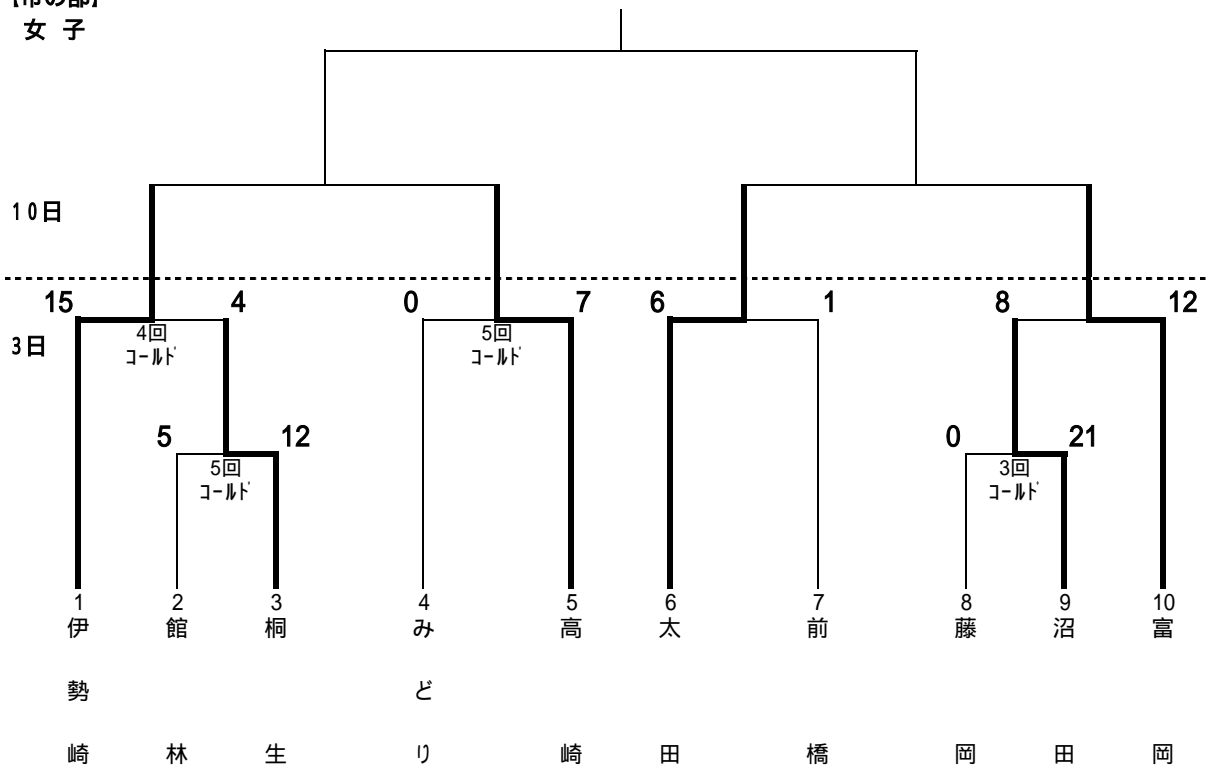 【市の部】
女 子
10日
15 4 0 7 6 1 8 12
4回
コールド
5回
コールド
3日
5 12 0 21
5回
コールド
3回
コールド
1 2 3 4 5 6 7 8 9 10
伊勢崎
館林
桐生
みどり
高崎
太田
前橋
藤岡
沼田
富岡